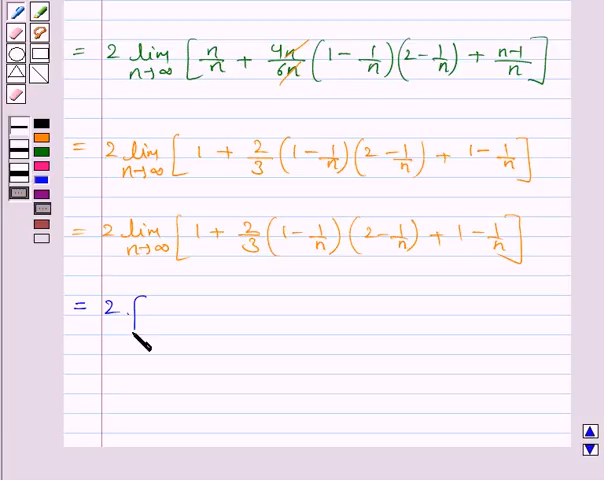 = 2 lim n→∞ [ n/n + 4n/6n (1 - 1/n)(2 - 1/n) + n-1/n ]
= 2 lim n→∞ [ 1 + 2/3 (1 - 1/n)(2 - 1/n) + 1 - 1/n ]
= 2 lim n→∞ [ 1 + 2/3 (1 - 1/n)(2 - 1/n) + 1 - 1/n ]
= 2 . [